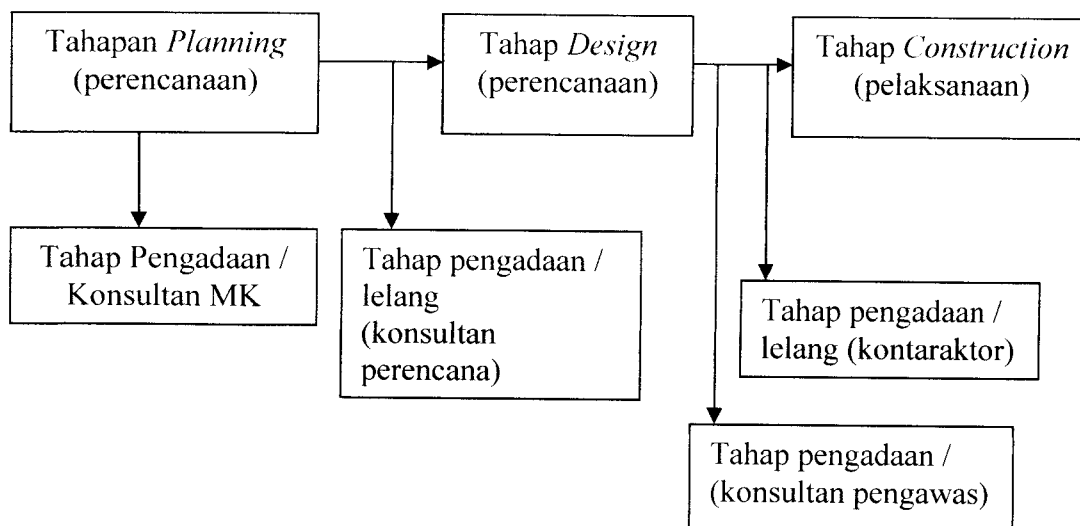 Tahapan Planning
(perencanaan)
Tahap Design
(perencanaan)
Tahap Construction
(pelaksanaan)
Tahap Pengadaan /
Konsultan MK
Tahap pengadaan /
lelang
(konsultan
perencana)
Tahap pengadaan /
lelang (kontaraktor)
Tahap pengadaan /
(konsultan pengawas)